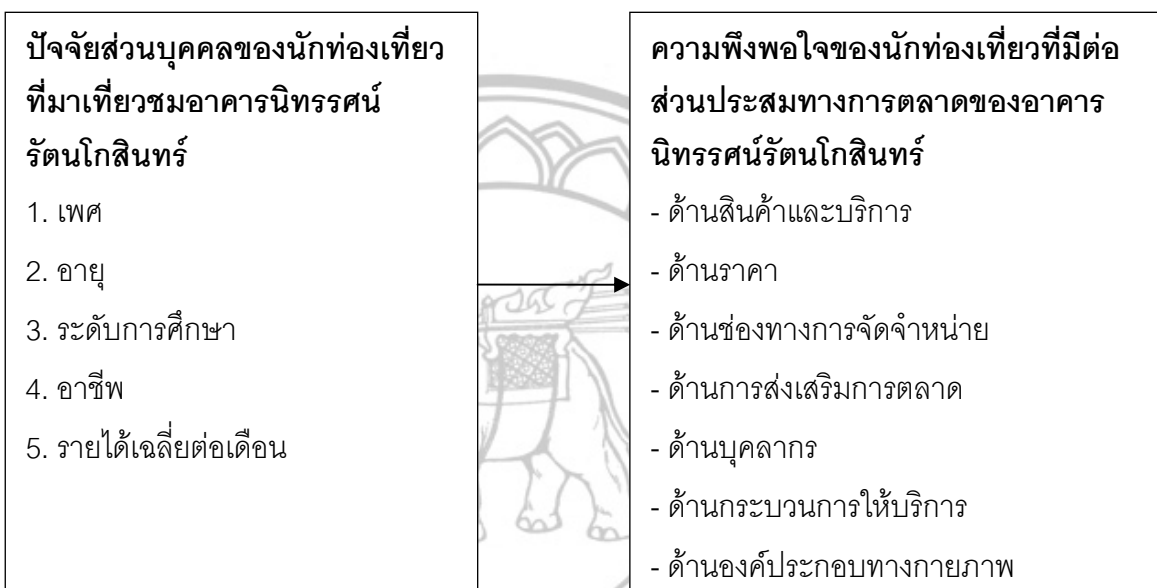 ปัจจัยส่วนบุคคลของนักท่องเที่ยว
ที่มาเที่ยวชมอาคารนิทรรศน์
รัตนโกสินทร์
1. เพศ
2. อายุ
3. ระดับการศึกษา
4. อาชีพ
5. รายได้เฉลี่ยต่อเดือน
ความพึงพอใจของนักท่องเที่ยวที่มีต่อ
ส่วนประสมทางการตลาดของอาคาร
นิทรรศน์รัตนโกสินทร์
- ด้านสินค้าและบริการ
- ด้านราคา
- ด้านช่องทางการจัดจำหน่าย
- ด้านการส่งเสริมการตลาด
- ด้านบุคลากร
- ด้านกระบวนการให้บริการ
- ด้านองค์ประกอบทางกายภาพ